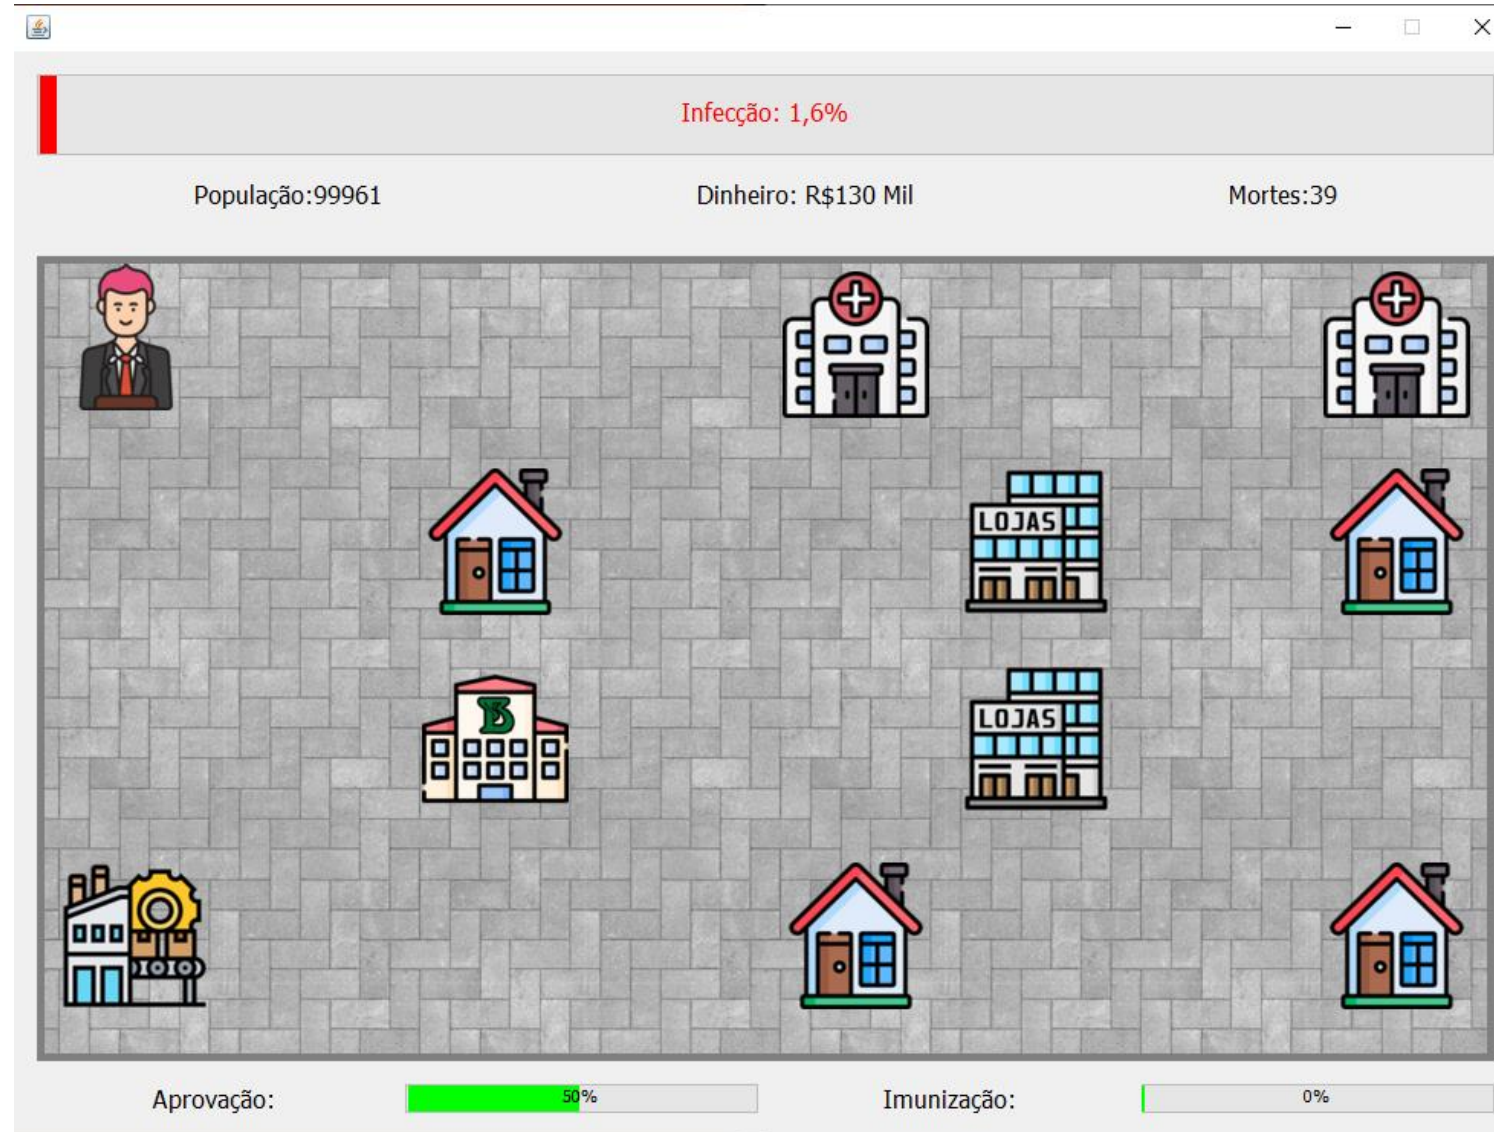 Infecção: 1,6%
População:99961 Dinheiro: R$130 Mil Mortes:39
LOJAS
B
LOJAS
Aprovação: 50% Imunização: 0%